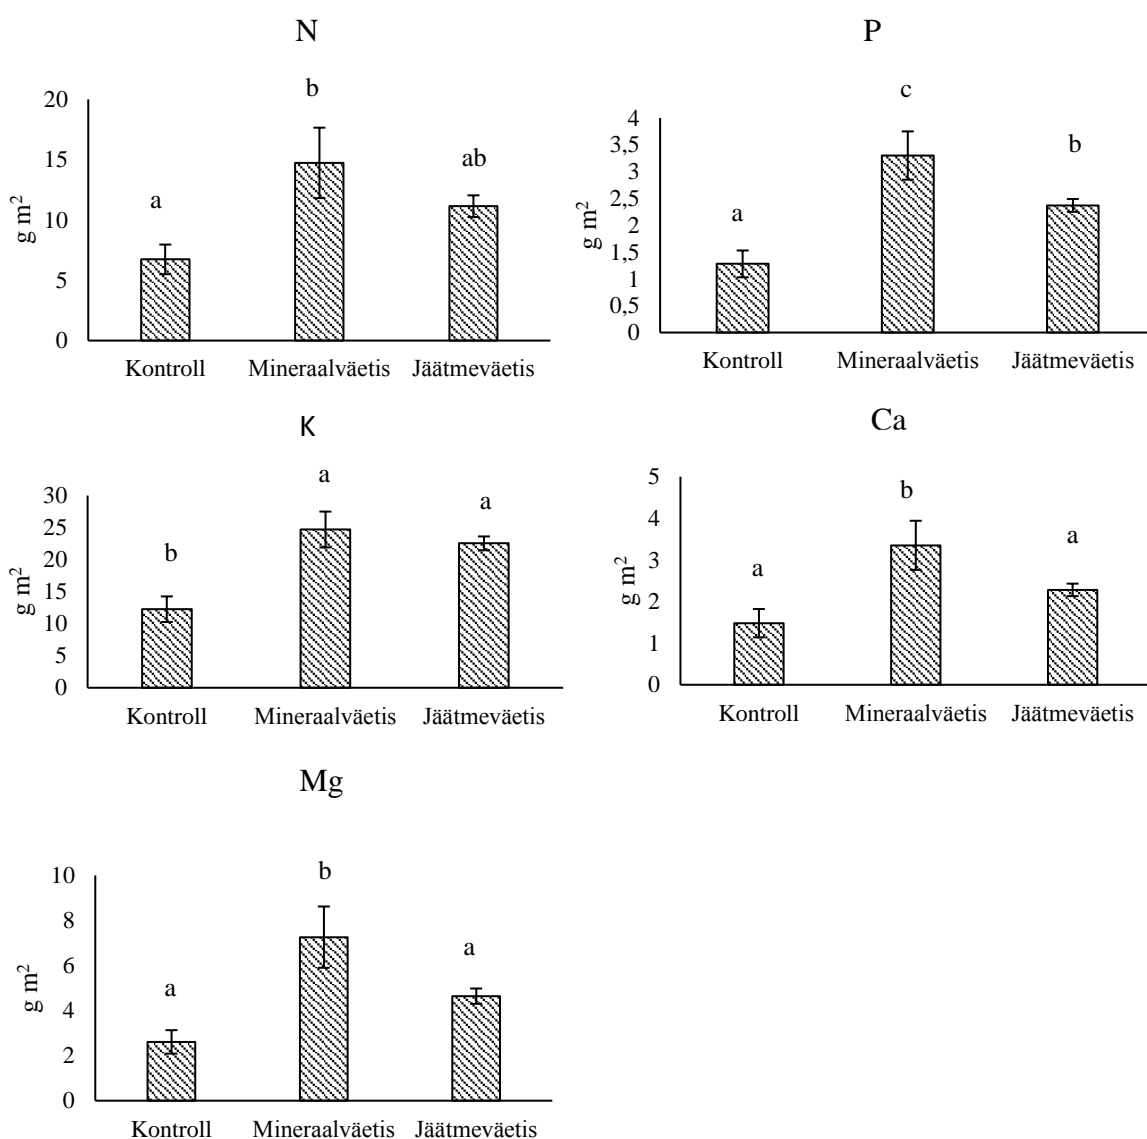 N
b
20
15
ab
a
10
5
0
g m²
Kontroll Mineraalväetis Jäätmeväetis
P
c
4
3,5
b
3
2,5
a
2
1,5
1
0,5
0
g m²
Kontroll Mineraalväetis Jäätmeväetis
K
a
30
a
25
b
20
15
10
5
0
g m²
Kontroll Mineraalväetis Jäätmeväetis
Ca
5
b
4
a
3
a
2
1
0
g m²
Kontroll Mineraalväetis Jäätmeväetis
Mg
10
b
8
a
6
a
4
2
0
g m²
Kontroll Mineraalväetis Jäätmeväetis